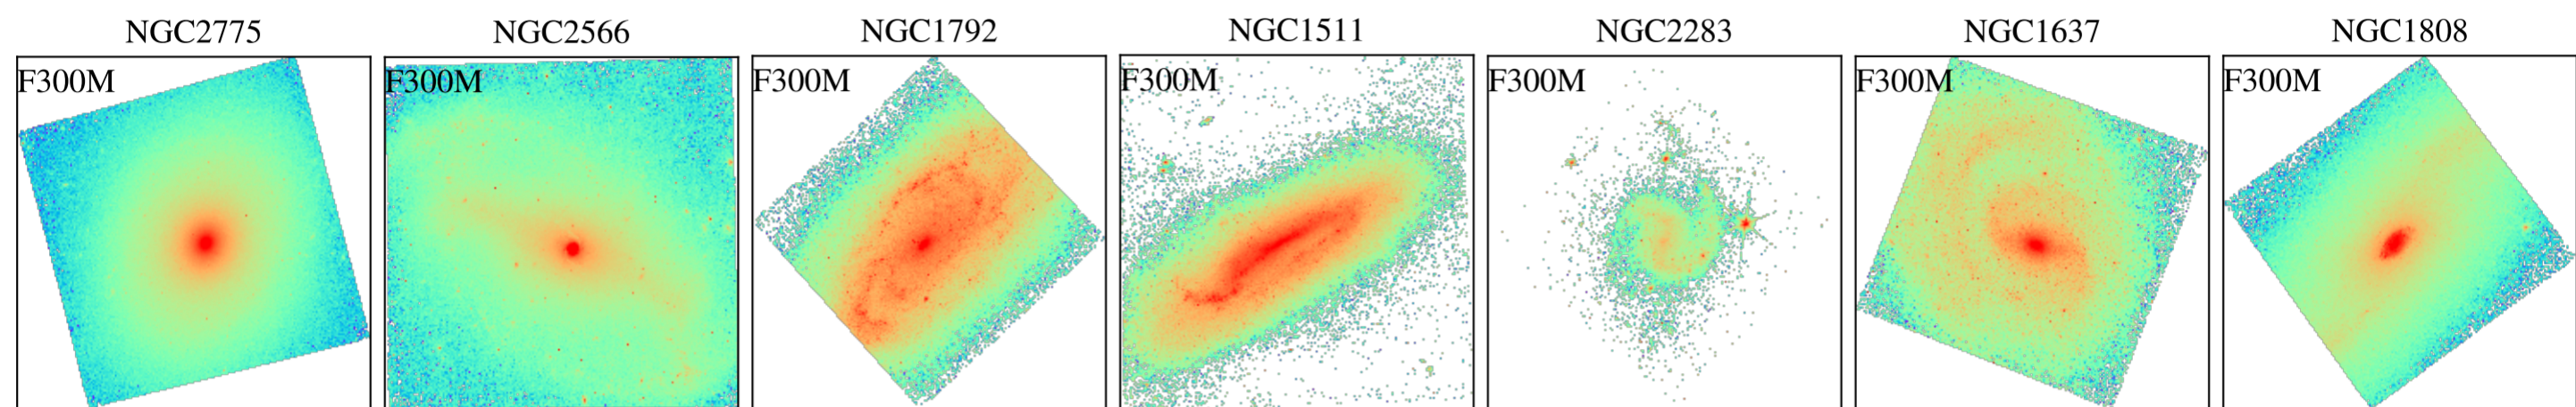 NGC2775 NGC2566 NGC1792 NGC1511 NGC2283 NGC1637 NGC1808
F300M F300M F300M F300M F300M F300M F300M